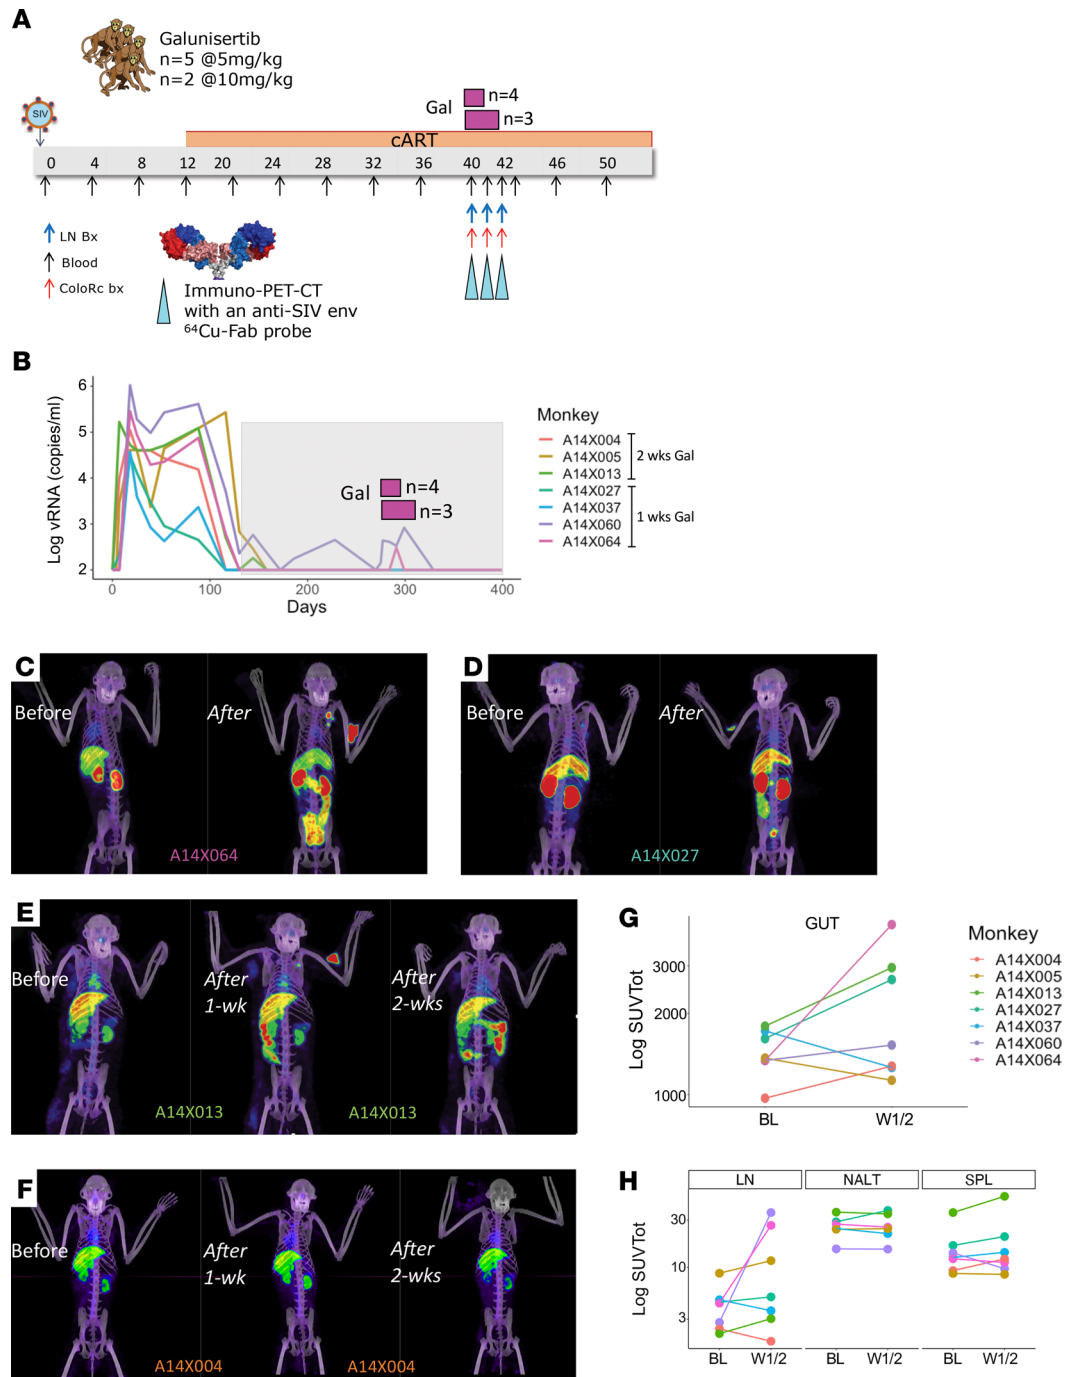 A
Galunisertib
n=5 @5mg/kg
n=2 @10mg/kg
SIV
Gal
n=4
n=3
cART
0 4 8 12 20 24 28 32 36 40 42 46 50
LN Bx
Blood
ColoRc bx
Immuno-PET-CT
with an anti-SIV env
⁶⁴Cu-Fab probe
B
Log vRNA (copies/ml)
6
5
4
3
2
0 100 200 300 400
Days
Gal
n=4
n=3
Monkey
A14X004
A14X005
A14X013
A14X027
A14X037
A14X060
A14X064
2 wks Gal
1 wks Gal
C
Before
After
A14X064
D
Before
After
A14X027
E
Before
After
1-wk
After
2-wks
A14X013
A14X013
F
Before
After
1-wk
After
2-wks
A14X004
A14X004
G
GUT
Log SUVTot
3000
2000
1000
BL W1/2
Monkey
A14X004
A14X005
A14X013
A14X027
A14X037
A14X060
A14X064
H
LN NALT SPL
Log SUVTot
30
10
3
BL W1/2 BL W1/2 BL W1/2